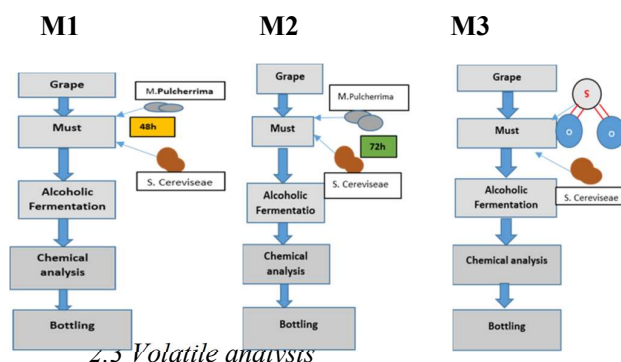 M1
M2
M3
Grape
M.Pulcherrima
Must
48h
S. Cereviseae
Alcoholic
Fermentation
Chemical
analysis
Bottling
Grape
M.Pulcherrima
Must
72h
S. Cereviseae
Alcoholic
Fermentatio
Chemical
analysis
Bottling
Grape
S
Must
O
O
S. Cereviseae
Alcoholic
Fermentation
Chemical analysis
Bottling
2.3 Volatile analysis